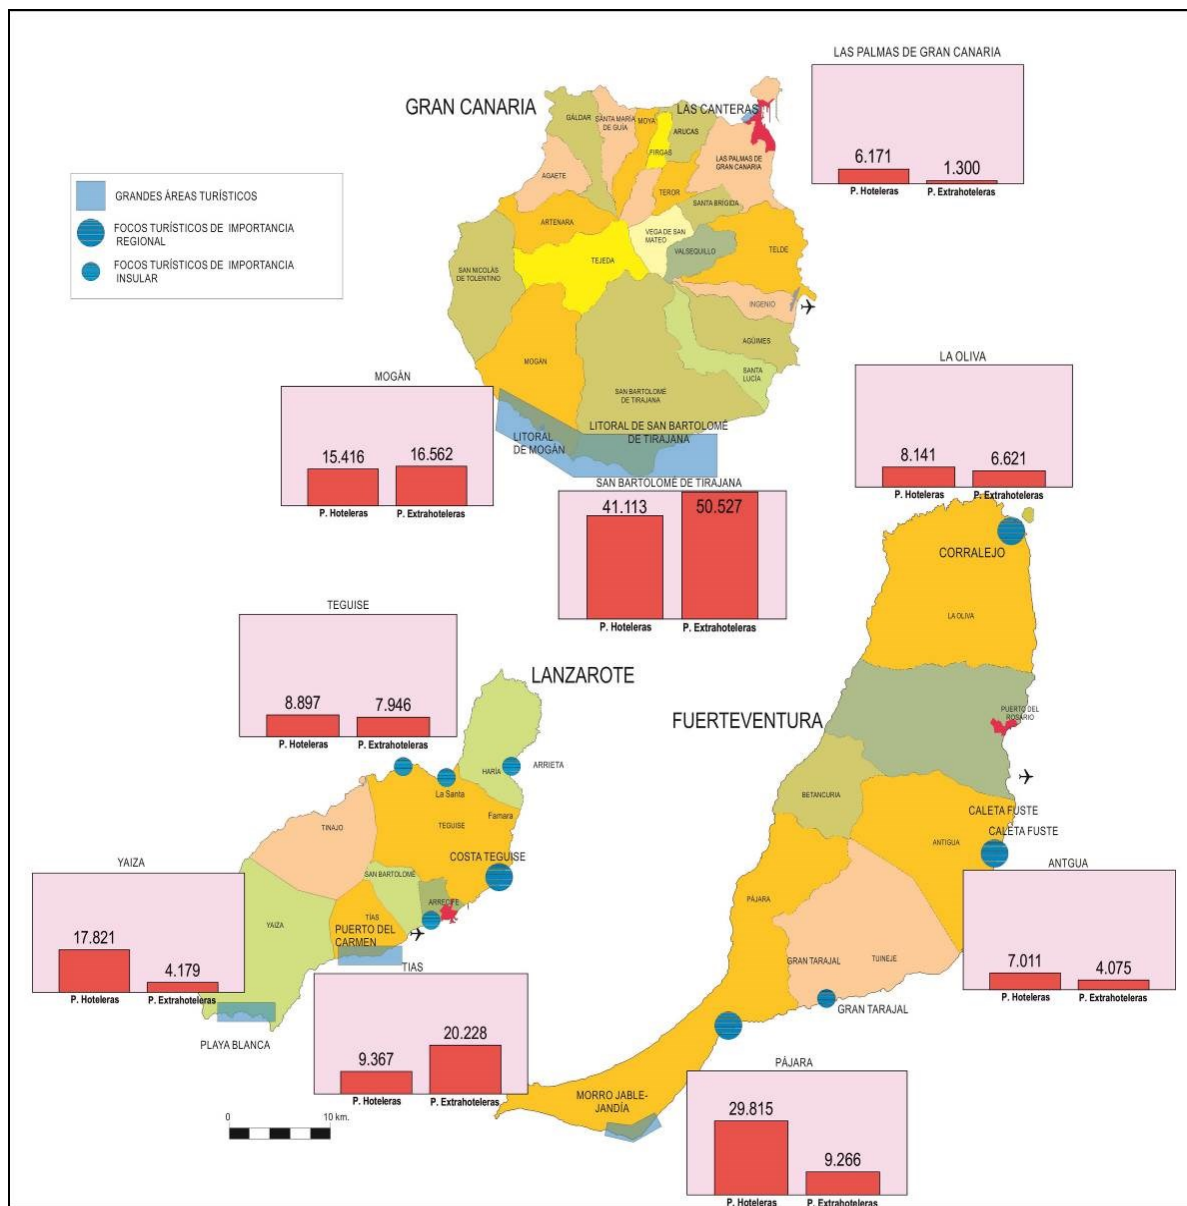 LAS PALMAS DE GRAN CANARIA
6.171
1.300
P. Hoteleras
P. Extrahoteleras
GRAN CANARIA
LAS CANTERAS
GÁLDAR
SANTA MARÍA
DE GUÍA
MOYA
FIRGAS
ARUCAS
LAS PALMAS DE
GRAN CANARIA
AGAETE
TEROR
SANTA BRÍGIDA
ARTENARA
VEGA DE SAN
MATEO
VALSEQUILLO
TELDE
SAN NICOLÁS
DE TOLENTINO
TEJEDA
INGENIO
AGÜIMES
MOGÁN
SANTA
LUCÍA
SAN BARTOLOMÉ
DE TIRAJANA
LITORAL
DE MOGÁN
LITORAL DE SAN BARTOLOMÉ
DE TIRAJANA
GRANDES ÁREAS TURÍSTICOS
FOCOS TURÍSTICOS DE IMPORTANCIA
REGIONAL
FOCOS TURÍSTICOS DE IMPORTANCIA
INSULAR
MOGÁN
15.416
16.562
P. Hoteleras
P. Extrahoteleras
SAN BARTOLOMÉ DE TIRAJANA
41.113
50.527
P. Hoteleras
P. Extrahoteleras
LA OLIVA
8.141
6.621
P. Hoteleras
P. Extrahoteleras
CORRALEJO
LA OLIVA
FUERTEVENTURA
PUERTO DEL
ROSARIO
BETANCURIA
CALETA FUSTE
ANTIGUA
CALETA FUSTE
PÁJARA
GRAN TARAJAL
TUINEJE
GRAN TARAJAL
MORRO JABLE-
JANDÍA
ANTGUA
7.011
4.075
P. Hoteleras
P. Extrahoteleras
PÁJARA
29.815
9.266
P. Hoteleras
P. Extrahoteleras
TEGUISE
8.897
7.946
P. Hoteleras
P. Extrahoteleras
LANZAROTE
HARÍA
ARRIETA
La Santa
Famara
TINAJO
TEGUISE
COSTA TEGUISE
SAN BARTOLOMÉ
ARRECIFE
YAIZA
TÍAS
PUERTO DEL
CARMEN
PLAYA BLANCA
YAIZA
17.821
4.179
P. Hoteleras
P. Extrahoteleras
TIAS
9.367
20.228
P. Hoteleras
P. Extrahoteleras
0
10 km.